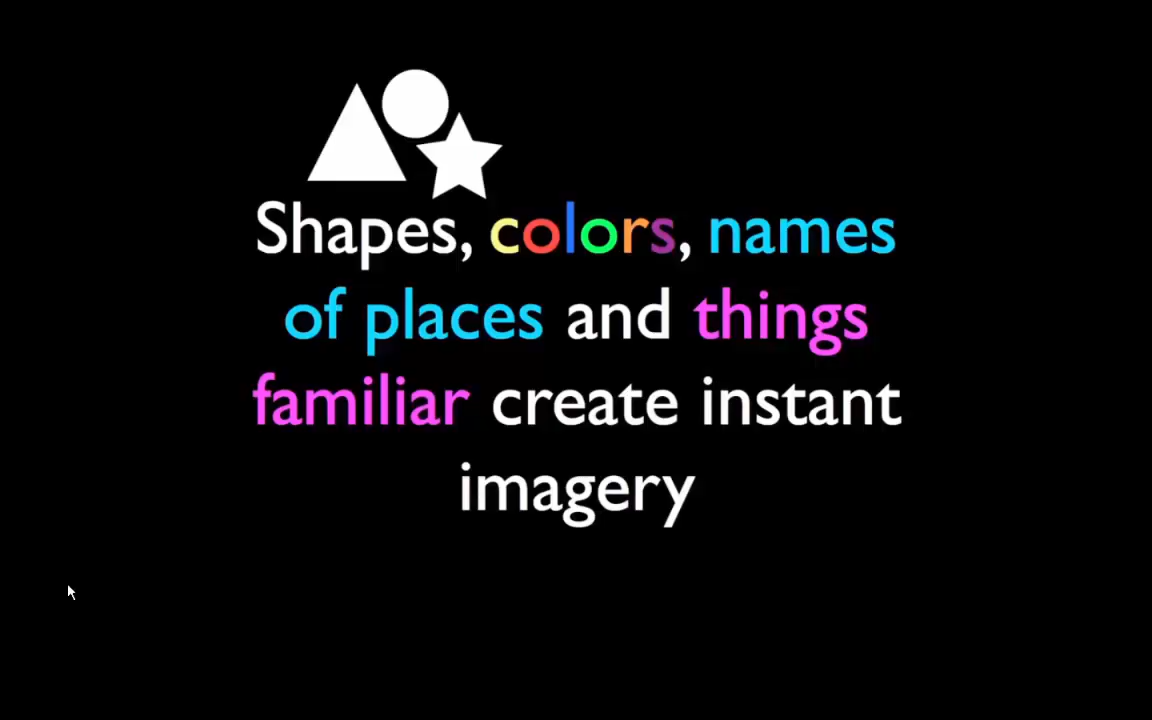 Shapes, colors, names
of places and things
familiar create instant
imagery